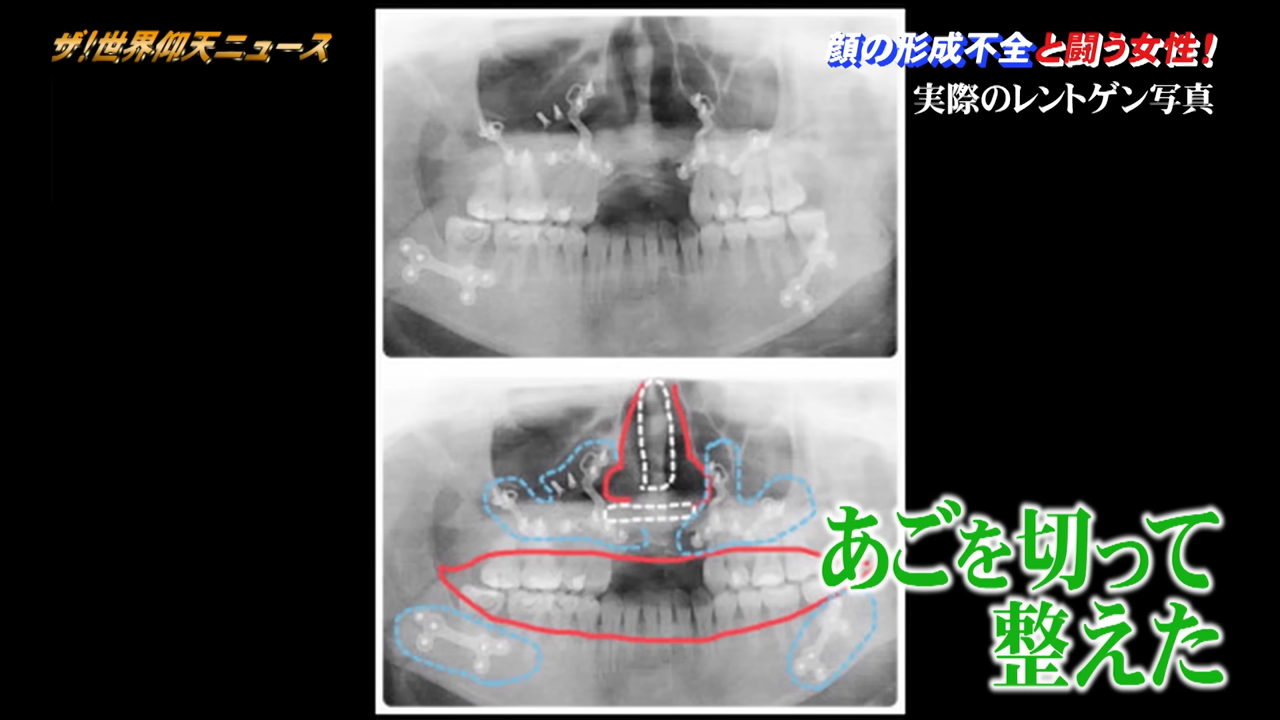 ザ!世界仰天ニュース
顔の形成不全と闘う女性!
実際のレントゲン写真
あごを切って
整えた